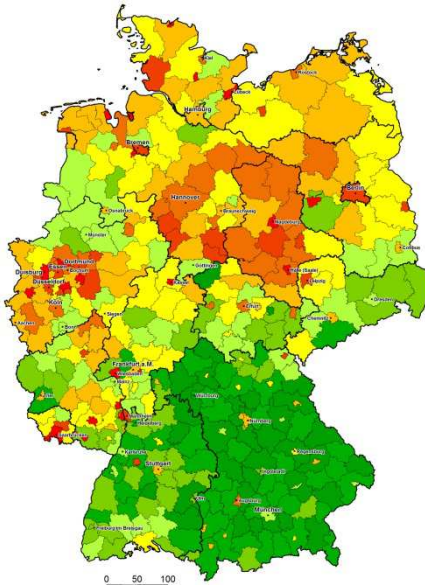 Kiel
Rostock
Lübeck
Hamburg
Bremen
Berlin
Hannover
Osnabrück
Braunschweig
Magdeburg
Münster
Cottbus
Göttingen
Dortmund
Essen
Bochum
Duisburg
Düsseldorf
Halle (Saale)
Leipzig
Kassel
Köln
Dresden
Erfurt
Aachen
Bonn
Siegen
Chemnitz
Frankfurt a.M.
Wiesbaden
Mainz
Trier
Würzburg
Mannheim
Heidelberg
Nürnberg
Saarbrücken
Karlsruhe
Regensburg
Stuttgart
Ingolstadt
Ulm
Augsburg
München
Freiburg im Breisgau
0 50 100